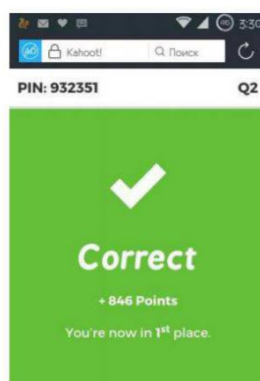 3:30
Kahoot!
Поиск
PIN: 932351
Q2
Correct
+ 846 Points
You're now in 1st place.